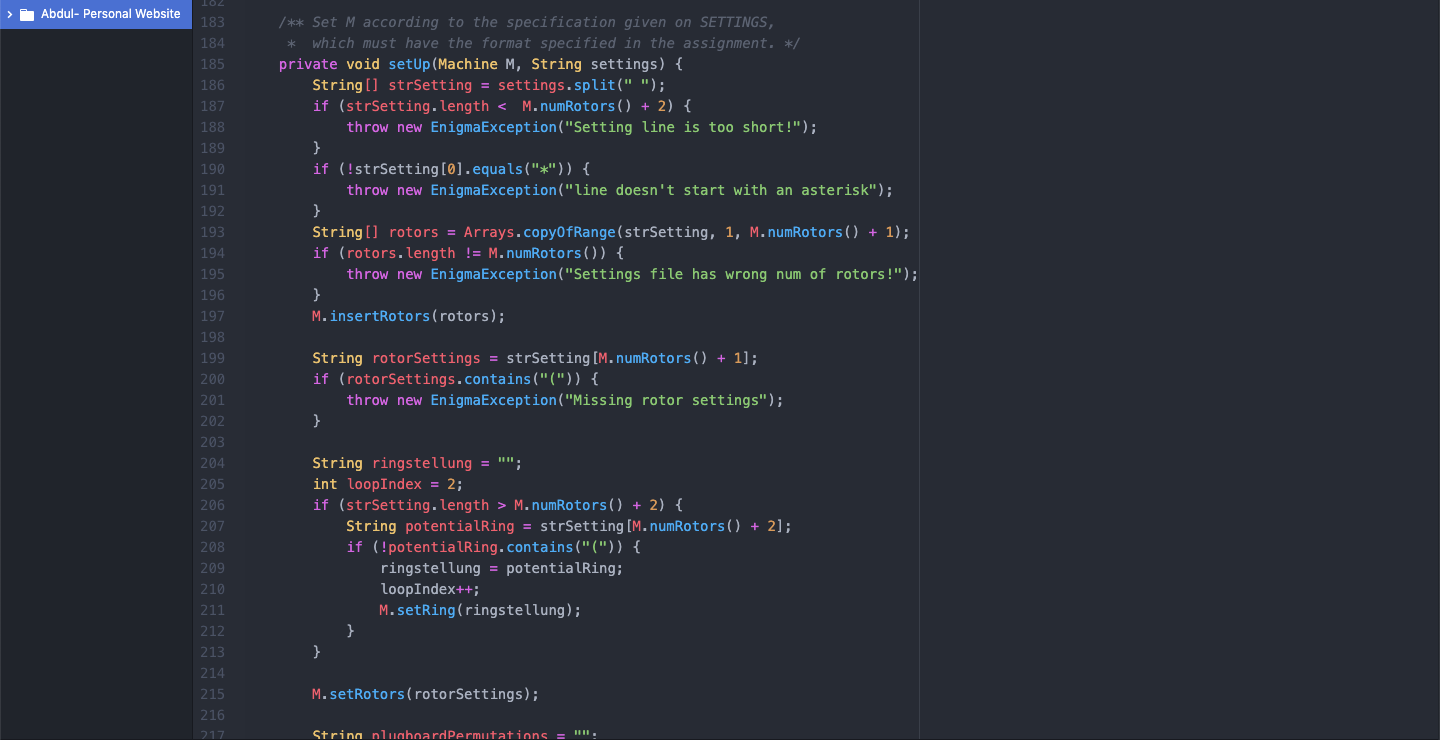 Abdul- Personal Website
182
183 /** Set M according to the specification given on SETTINGS,
184 * which must have the format specified in the assignment. */
185 private void setUp(Machine M, String settings) {
186 String[] strSetting = settings.split(" ");
187 if (strSetting.length <  M.numRotors() + 2) {
188 throw new EnigmaException("Setting line is too short!");
189 }
190 if (!strSetting[0].equals("*")) {
191 throw new EnigmaException("line doesn't start with an asterisk");
192 }
193 String[] rotors = Arrays.copyOfRange(strSetting, 1, M.numRotors() + 1);
194 if (rotors.length != M.numRotors()) {
195 throw new EnigmaException("Settings file has wrong num of rotors!");
196 }
197 M.insertRotors(rotors);
198
199 String rotorSettings = strSetting[M.numRotors() + 1];
200 if (rotorSettings.contains("(")) {
201 throw new EnigmaException("Missing rotor settings");
202 }
203
204 String ringstellung = "";
205 int loopIndex = 2;
206 if (strSetting.length > M.numRotors() + 2) {
207 String potentialRing = strSetting[M.numRotors() + 2];
208 if (!potentialRing.contains("(")) {
209 ringstellung = potentialRing;
210 loopIndex++;
211 M.setRing(ringstellung);
212 }
213 }
214
215 M.setRotors(rotorSettings);
216
217 String plugboardPermutations = "";